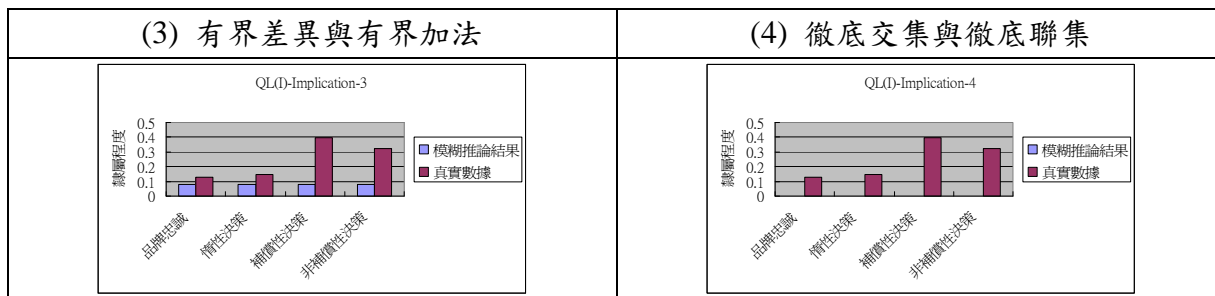 (3) 有界差異與有界加法
QL(I)-Implication-3
隸屬程度
0.5
0.4
0.3
0.2
0.1
0
品牌忠誠
惰性決策
補償性決策
非補償性決策
模糊推論結果
真實數據
(4) 徹底交集與徹底聯集
QL(I)-Implication-4
隸屬程度
0.5
0.4
0.3
0.2
0.1
0
品牌忠誠
惰性決策
補償性決策
非補償性決策
模糊推論結果
真實數據